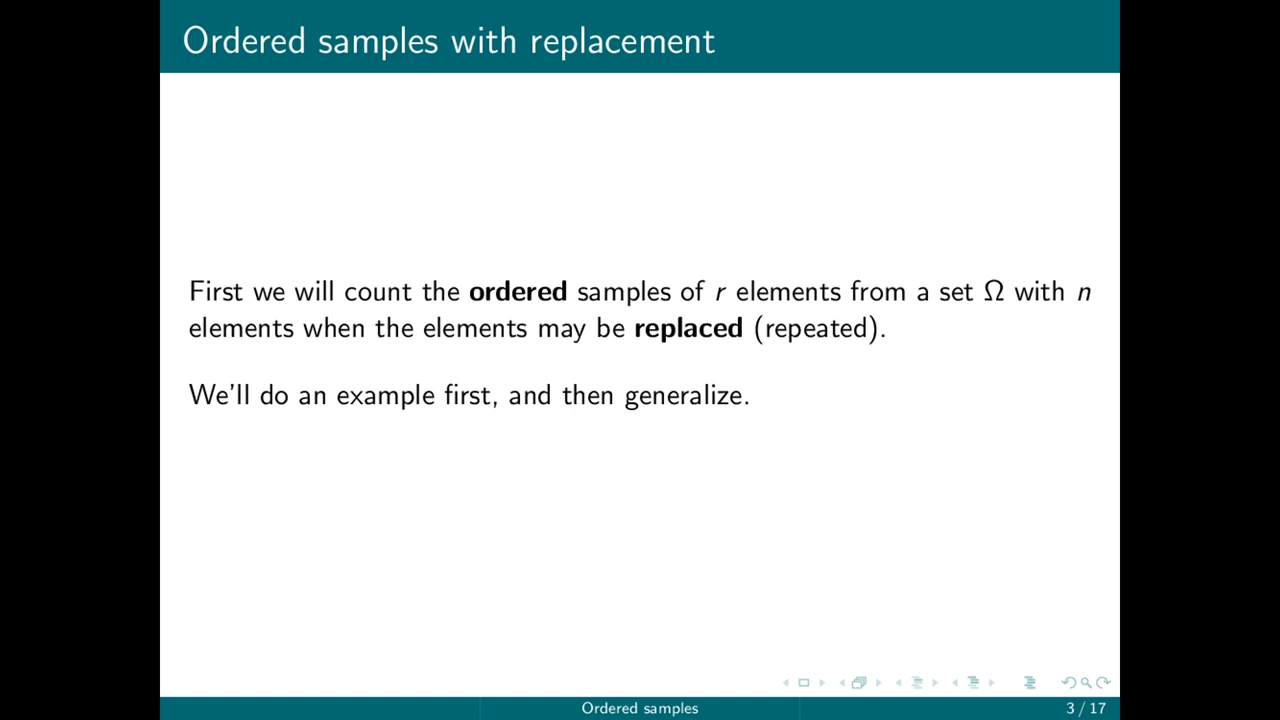 Ordered samples with replacement
First we will count the ordered samples of r elements from a set Ω with n
elements when the elements may be replaced (repeated).
We'll do an example first, and then generalize.
Ordered samples
3 / 17